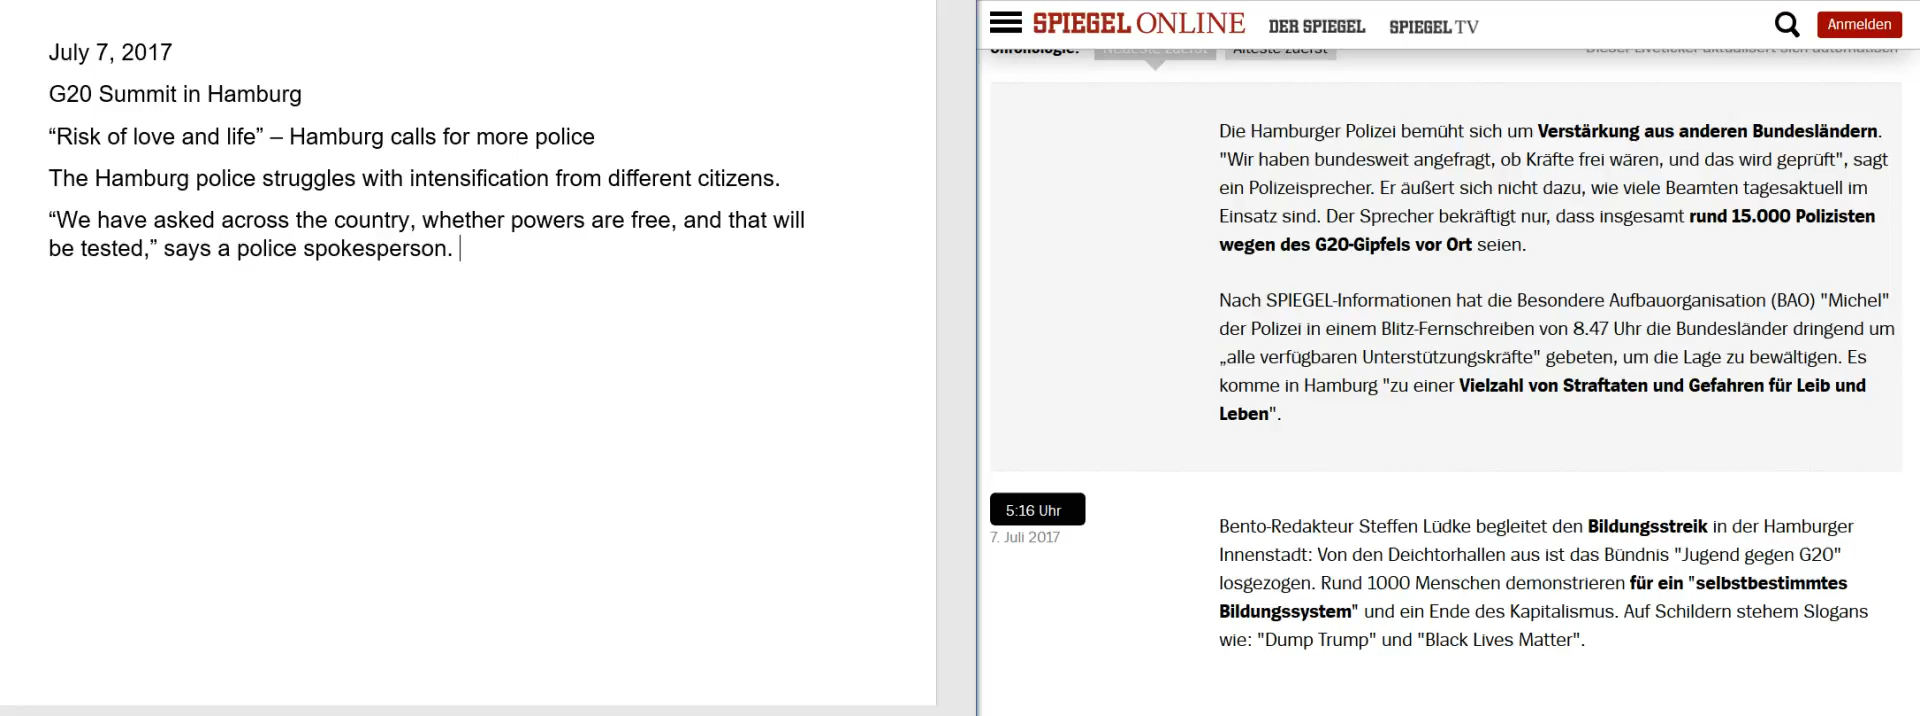 July 7, 2017
G20 Summit in Hamburg
“Risk of love and life” – Hamburg calls for more police
The Hamburg police struggles with intensification from different citizens.
“We have asked across the country, whether powers are free, and that will
be tested,” says a police spokesperson.
SPIEGEL ONLINE DER SPIEGEL SPIEGEL TV Anmelden
Chronologie: Neueste zuerst Älteste zuerst Dieser Liveticker aktualisiert sich automatisch
Die Hamburger Polizei bemüht sich um Verstärkung aus anderen Bundesländern.
"Wir haben bundesweit angefragt, ob Kräfte frei wären, und das wird geprüft", sagt
ein Polizeisprecher. Er äußert sich nicht dazu, wie viele Beamten tagesaktuell im
Einsatz sind. Der Sprecher bekräftigt nur, dass insgesamt rund 15.000 Polizisten
wegen des G20-Gipfels vor Ort seien.
Nach SPIEGEL-Informationen hat die Besondere Aufbauorganisation (BAO) "Michel"
der Polizei in einem Blitz-Fernschreiben von 8.47 Uhr die Bundesländer dringend um
„alle verfügbaren Unterstützungskräfte" gebeten, um die Lage zu bewältigen. Es
komme in Hamburg "zu einer Vielzahl von Straftaten und Gefahren für Leib und
Leben".
5:16 Uhr
7. Juli 2017
Bento-Redakteur Steffen Lüdke begleitet den Bildungsstreik in der Hamburger
Innenstadt: Von den Deichtorhallen aus ist das Bündnis "Jugend gegen G20"
losgezogen. Rund 1000 Menschen demonstrieren für ein "selbstbestimmtes
Bildungssystem" und ein Ende des Kapitalismus. Auf Schildern stehem Slogans
wie: "Dump Trump" und "Black Lives Matter".